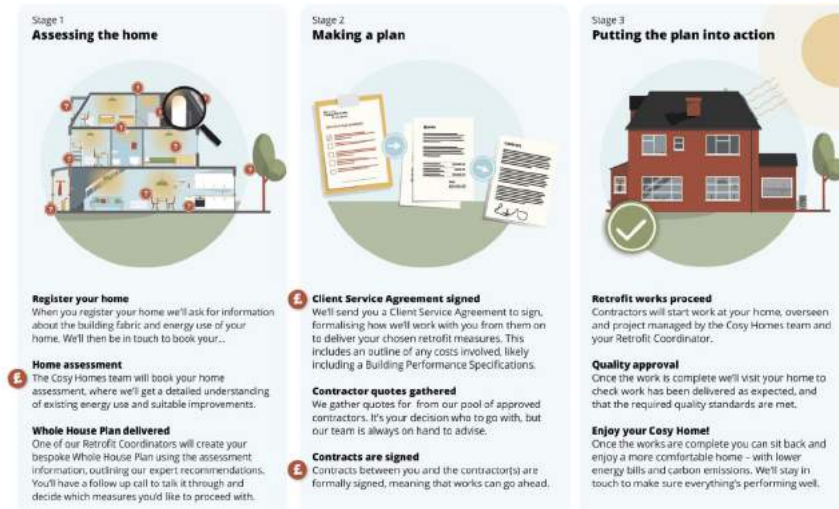 Stage 1
Assessing the home
Register your home
When you register your home we'll ask for information
about the building fabric and energy use of your
home. We'll then be in touch to book your...
£
Home assessment
The Cosy Homes team will book your home
assessment, where we'll get a detailed understanding
of existing energy use and suitable improvements.
Whole House Plan delivered
One of our Retrofit Coordinators will create your
bespoke Whole House Plan using the assessment
information, outlining our expert recommendations.
You'll have a follow up call to talk it through and
decide which measures you'd like to proceed with.
Stage 2
Making a plan
£
Client Service Agreement signed
We'll send you a Client Service Agreement to sign,
formalising how we'll work with you from them on
to deliver your chosen retrofit measures. This
includes an outline of any costs involved, likely
including a Building Performance Specifications.
Contractor quotes gathered
We gather quotes for from our pool of approved
contractors. It's your decision who to go with, but
our team is always on hand to advise.
£
Contracts are signed
Contracts between you and the contractor(s) are
formally signed, meaning that works can go ahead.
Stage 3
Putting the plan into action
Retrofit works proceed
Contractors will start work at your home, overseen
and project managed by the Cosy Homes team and
your Retrofit Coordinator.
Quality approval
Once the work is complete we'll visit your home to
check work has been delivered as expected, and
that the required quality standards are met.
Enjoy your Cosy Home!
Once the works are complete you can sit back and
enjoy a more comfortable home – with lower
energy bills and carbon emissions. We'll stay in
touch to make sure everything's performing well.